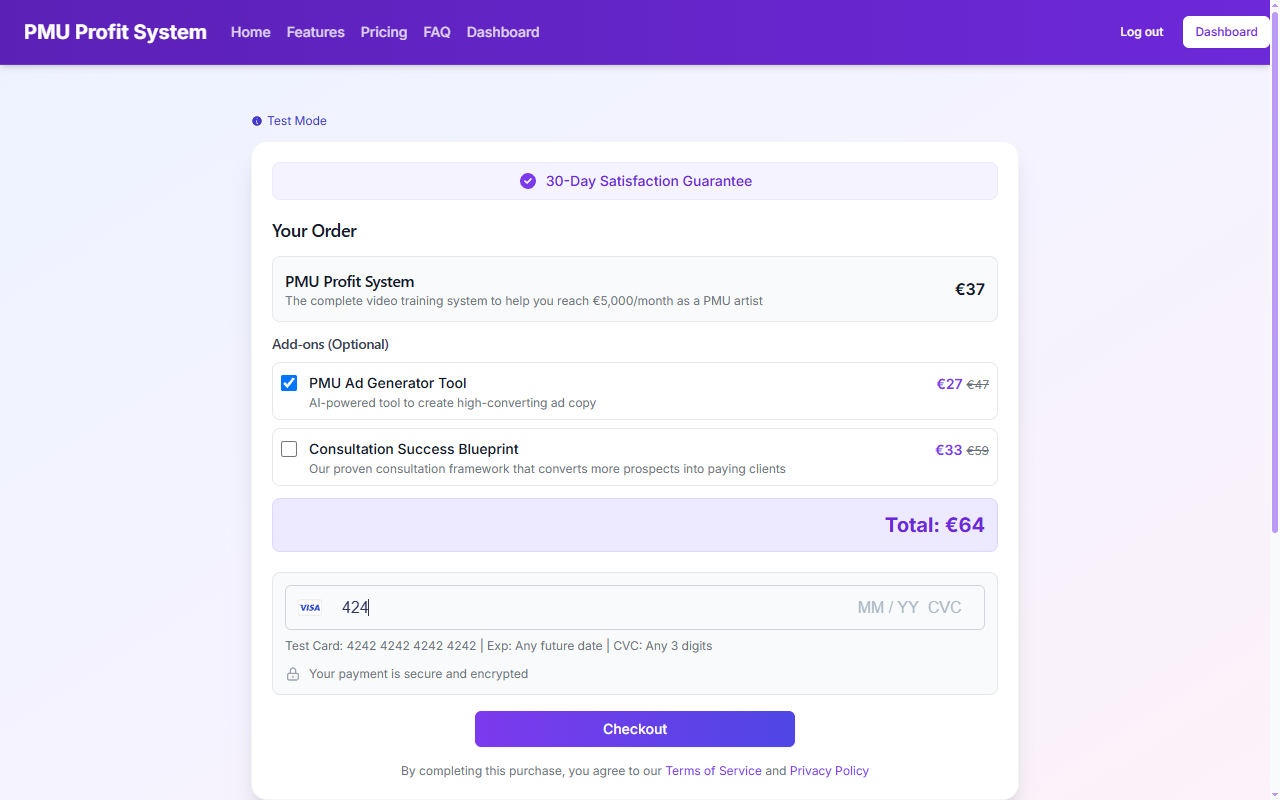 PMU Profit System Home Features Pricing FAQ Dashboard Log out Dashboard
Test Mode
30-Day Satisfaction Guarantee
Your Order
PMU Profit System
The complete video training system to help you reach €5,000/month as a PMU artist
€37
Add-ons (Optional)
PMU Ad Generator Tool
AI-powered tool to create high-converting ad copy
€27 €47
Consultation Success Blueprint
Our proven consultation framework that converts more prospects into paying clients
€33 €59
Total: €64
VISA 424 MM / YY CVC
Test Card: 4242 4242 4242 4242 | Exp: Any future date | CVC: Any 3 digits
Your payment is secure and encrypted
Checkout
By completing this purchase, you agree to our Terms of Service and Privacy Policy